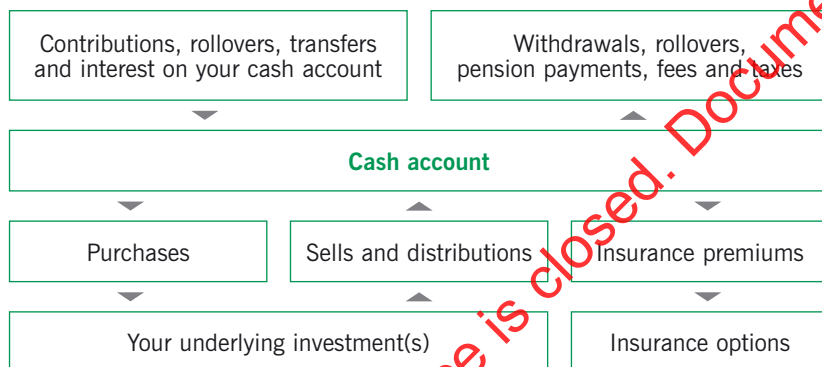 Contributions, rollovers, transfers
and interest on your cash account
Withdrawals, rollovers,
pension payments, fees and taxes
Cash account
Purchases
Sells and distributions
Insurance premiums
Your underlying investment(s)
Insurance options
is closed. Docume